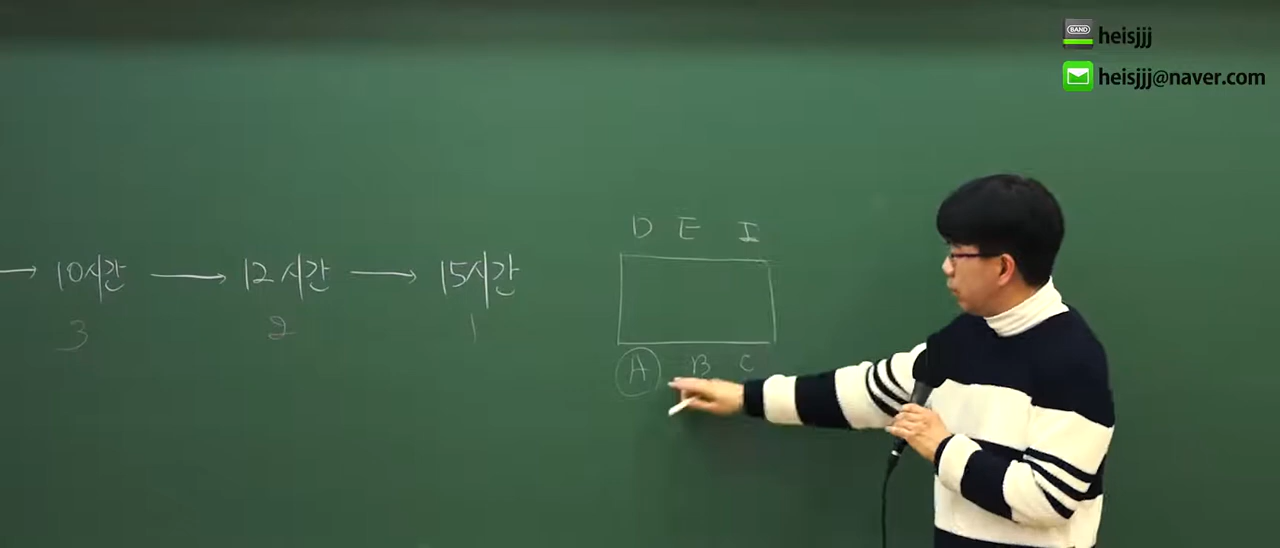 BAND heisjjj
heisjjj@naver.com
D E I
→ 10시간 → 12시간 → 15시간
3 2 1
A B C